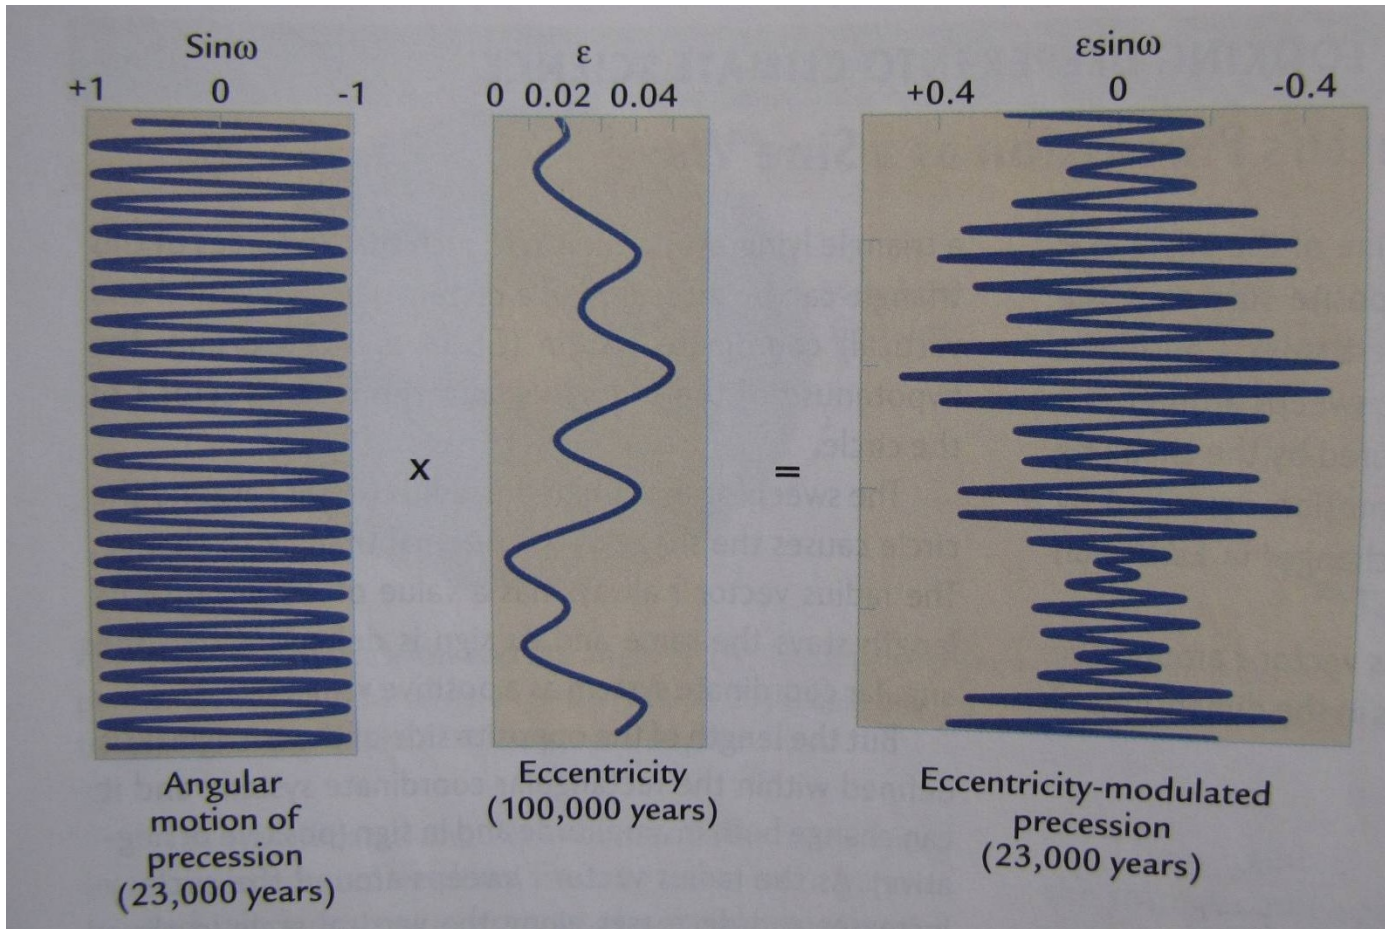 Sinω
+1 0 -1
ε
0 0.02 0.04
εsinω
+0.4 0 -0.4
x
=
Angular
motion of
precession
(23,000 years)
Eccentricity
(100,000 years)
Eccentricity-modulated
precession
(23,000 years)